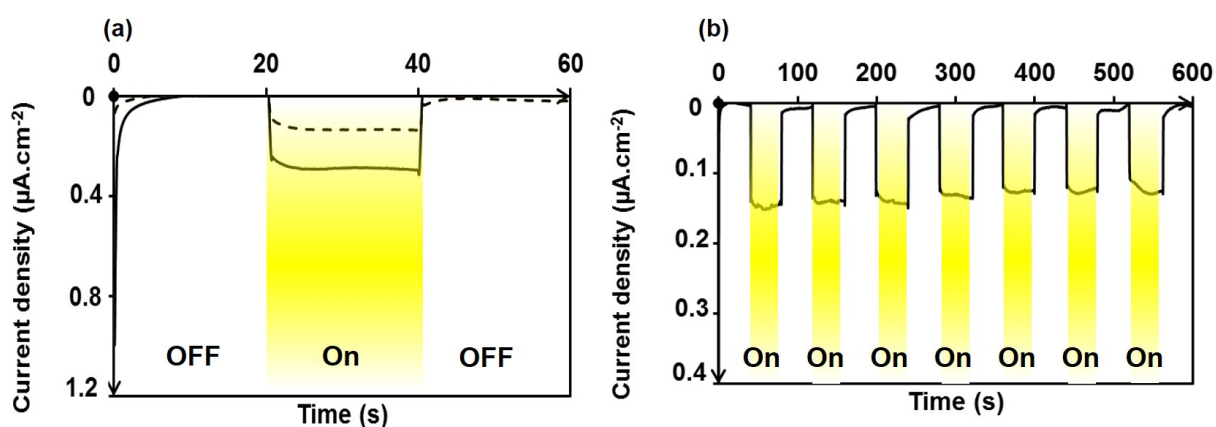 (a)
0 20 40 60
0
0.4
0.8
1.2
Current density (µA.cm-2)
OFF On OFF
Time (s)
(b)
0 100 200 300 400 500 600
0
0.1
0.2
0.3
0.4
Current density (µA.cm-2)
On On On On On On On
Time (s)